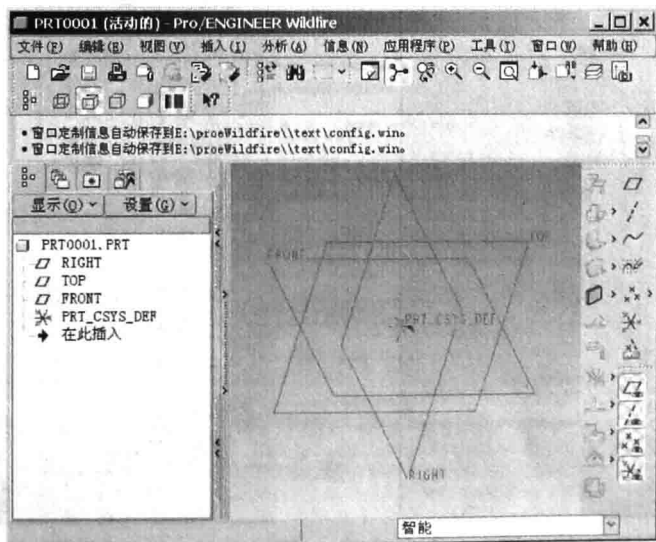 PRT0001 (活动的) - Pro/ENGINEER Wildfire
文件(F) 编辑(E) 视图(V) 插入(I) 分析(A) 信息(N) 应用程序(P) 工具(T) 窗口(W) 帮助(H)
• 窗口定制信息自动保存到E:\proeWildfire\\text\config.win。
• 窗口定制信息自动保存到E:\proeWildfire\\text\config.win。
显示(O) 设置(G)
PRT0001.PRT
RIGHT
TOP
FRONT
PRT_CSYS_DEF
在此插入
TOP
FRONT
PRT_CSYS_DEF
RIGHT
智能